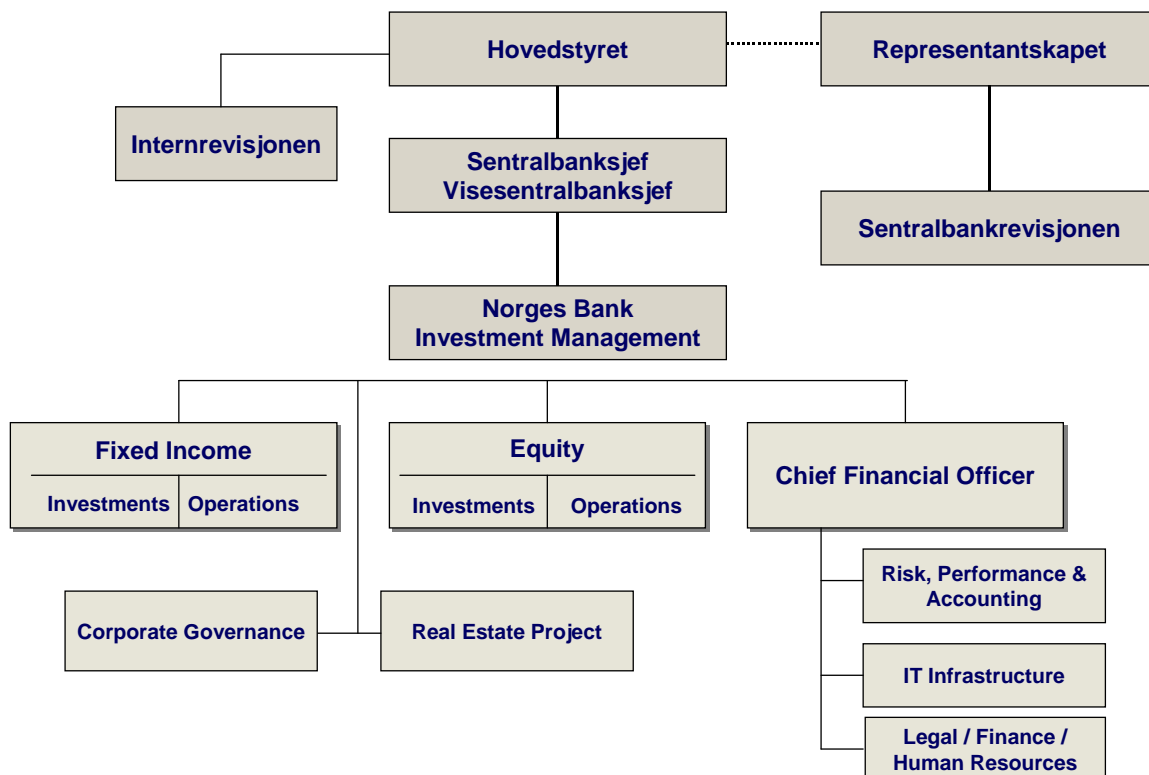 Hovedstyret
Representantskapet
Internrevisjonen
Sentralbanksjef
Visesentralbanksjef
Sentralbankrevisjonen
Norges Bank
Investment Management
Fixed Income
Investments
Operations
Equity
Investments
Operations
Chief Financial Officer
Corporate Governance
Real Estate Project
Risk, Performance &
Accounting
IT Infrastructure
Legal / Finance /
Human Resources